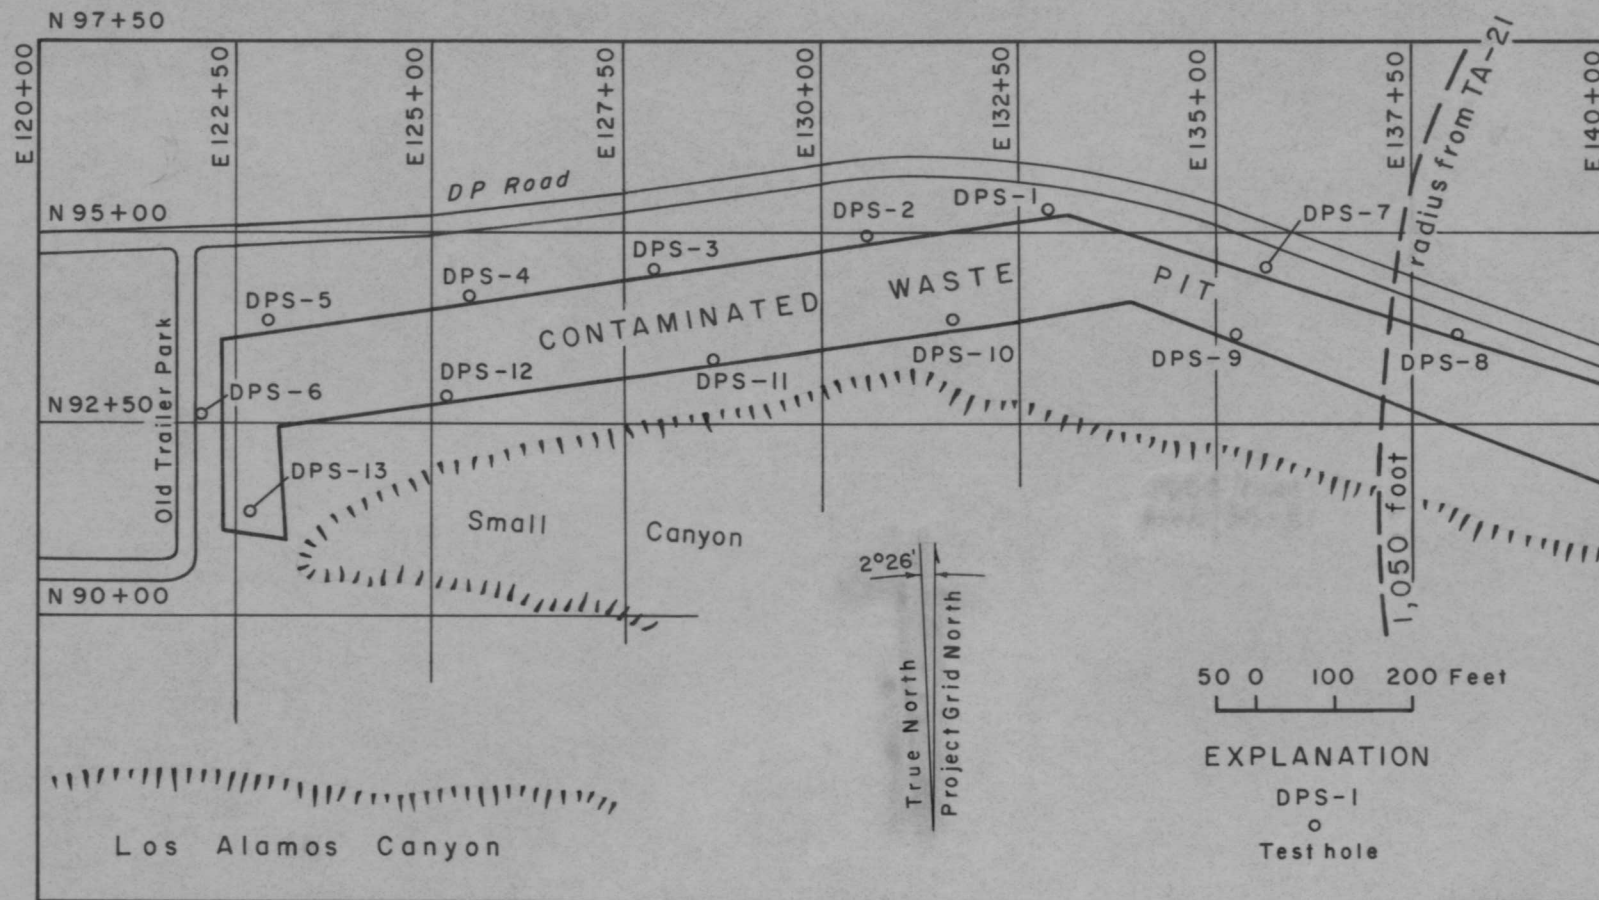 N 97+50
E 120+00
E 122+50
E 125+00
E 127+50
E 130+00
E 132+50
E 135+00
E 137+50
E 140+00
radius from TA-21
DP Road
N 95+00
DPS-1
DPS-2
DPS-7
DPS-3
DPS-4
DPS-5
CONTAMINATED WASTE PIT
DPS-10
DPS-9
DPS-8
DPS-12
DPS-11
DPS-6
N 92+50
Old Trailer Park
DPS-13
Small Canyon
1,050 foot
2°26'
True North
Project Grid North
N 90+00
50 0 100 200 Feet
EXPLANATION
DPS-1
Test hole
Los Alamos Canyon